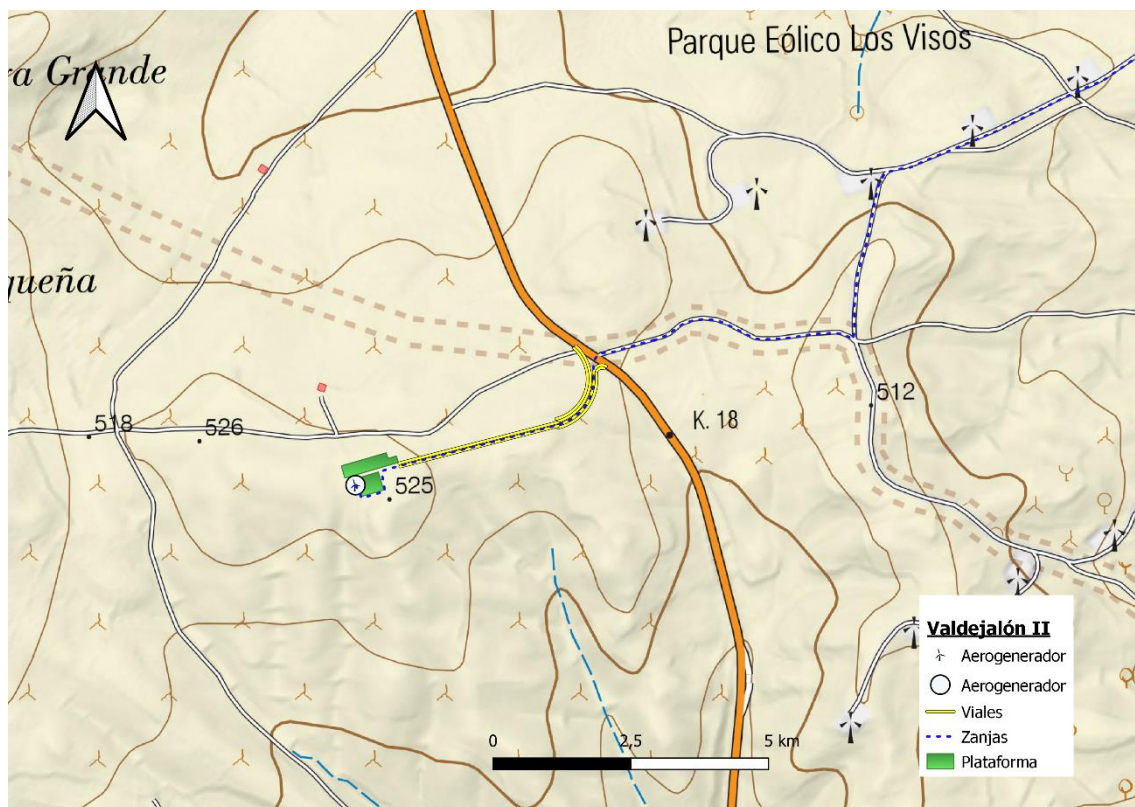 Parque Eólico Los Visos
ra Grande
queña
518
526
525
K. 18
512
Valdejalón II
Aerogenerador
Aerogenerador
Viales
Zanjas
Plataforma
0 2,5 5 km